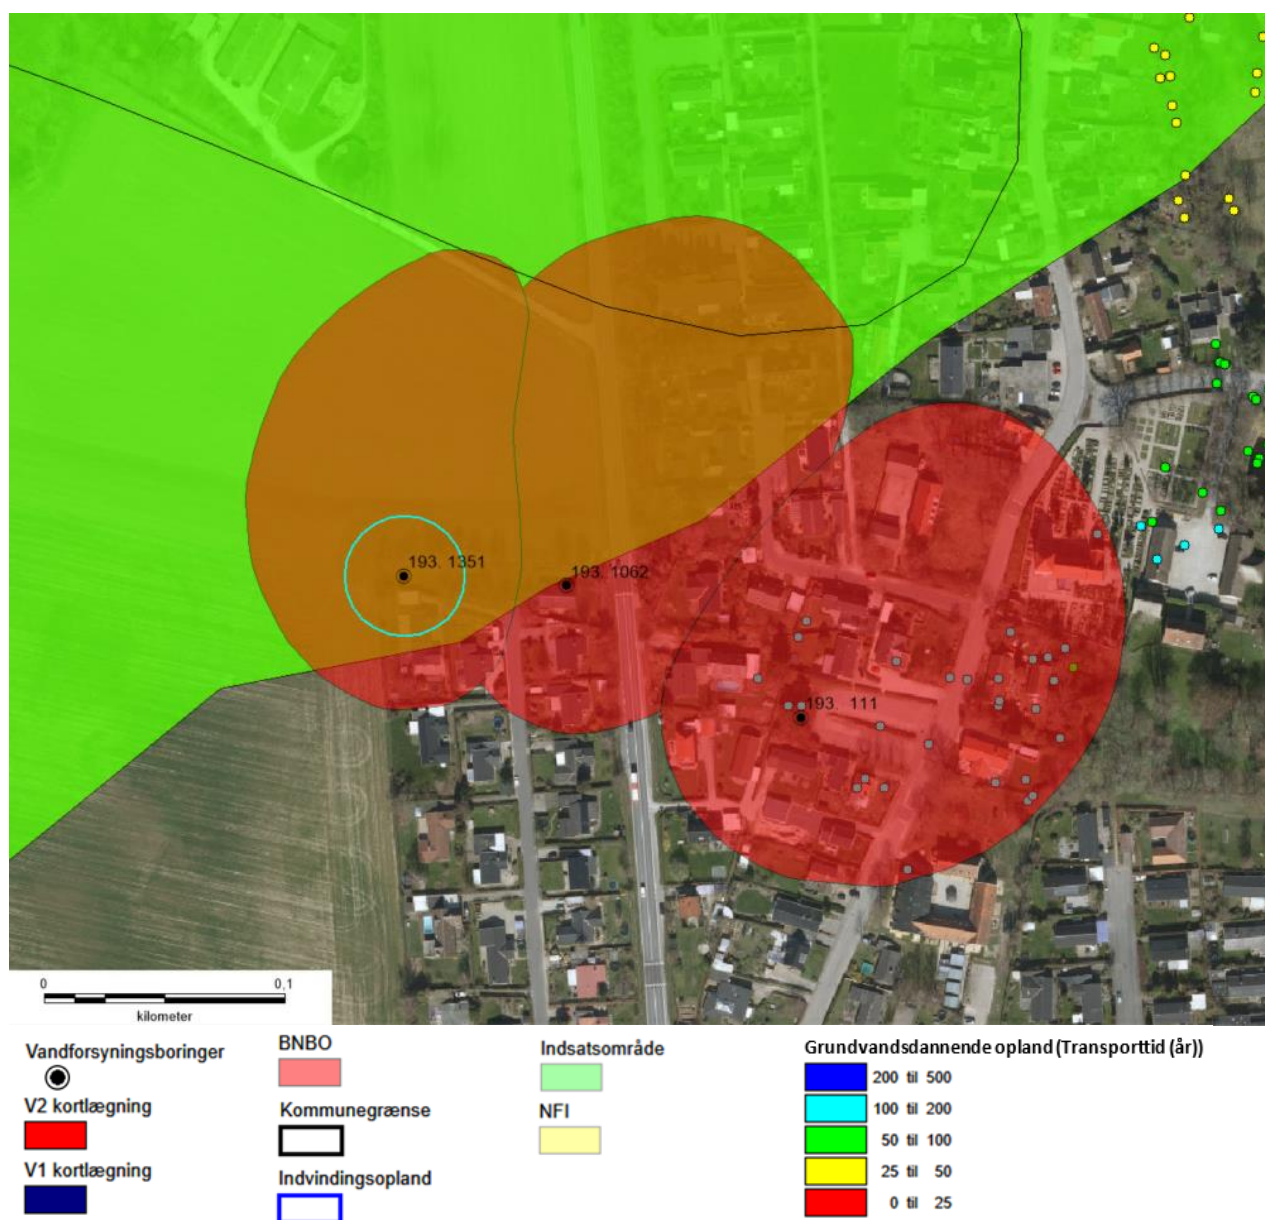 193. 1351
193. 1062
193. 111
0 0,1
kilometer
Vandforsyningsboringer
V2 kortlægning
V1 kortlægning
BNBO
Kommunegrænse
Indvindingsopland
Indsatsområde
NFI
Grundvandsdannende opland (Transporttid (år))
200 til 500
100 til 200
50 til 100
25 til 50
0 til 25